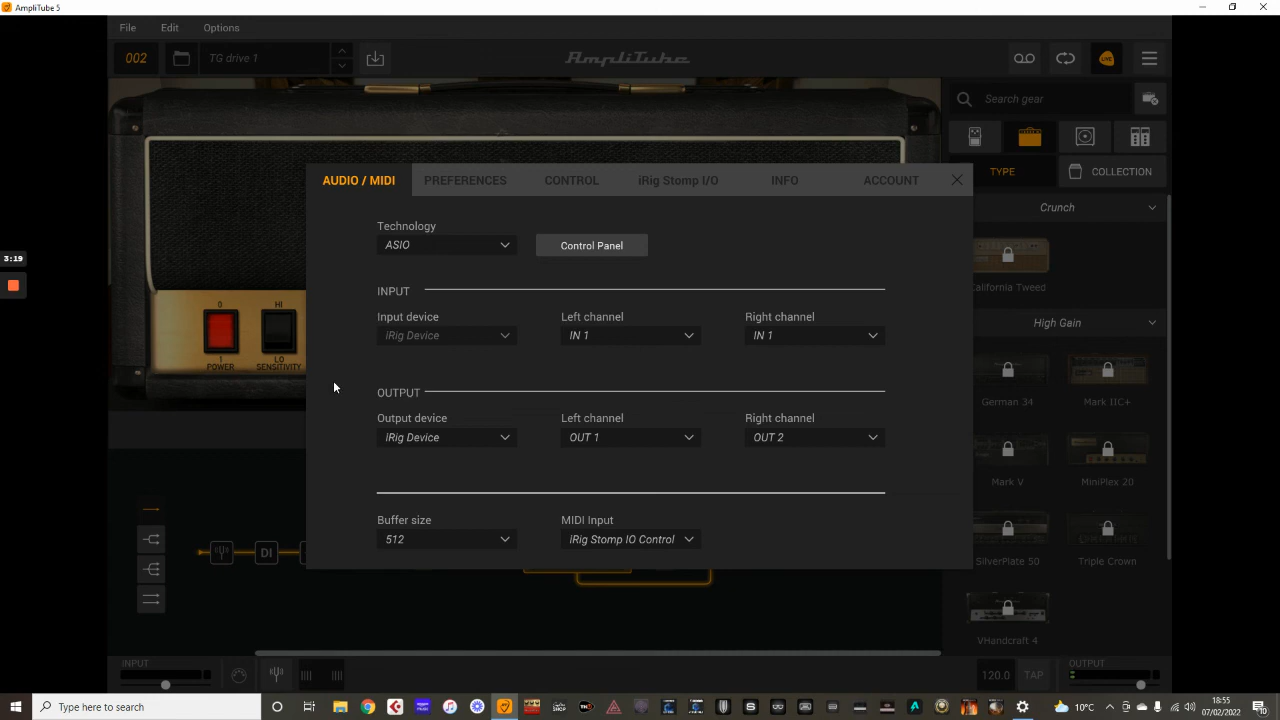 AmpliTube 5
File Edit Options
002 TG drive 1 AmpliTube LIVE
Search gear
AUDIO / MIDI PREFERENCES CONTROL iRig Stomp I/O INFO ACCOUNT
TYPE COLLECTION
Crunch
Technology
ASIO Control Panel
California Tweed
INPUT
Input device Left channel Right channel
iRig Device IN 1 IN 1
High Gain
0 HI
I LO
POWER SENSITIVITY
German 34 Mark IIC+
OUTPUT
Output device Left channel Right channel
iRig Device OUT 1 OUT 2
Mark V MiniPlex 20
Buffer size MIDI Input
512 iRig Stomp IO Control
DI
SilverPlate 50 Triple Crown
VHandcraft 4
INPUT
120.0 TAP
OUTPUT
3:19
Type here to search
10°C
18:55
07/02/2022
10